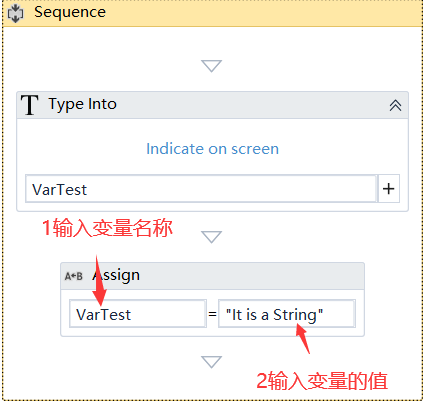 Sequence
T Type Into
Indicate on screen
VarTest +
1输入变量名称
A←B Assign
VarTest = "It is a String"
2输入变量的值